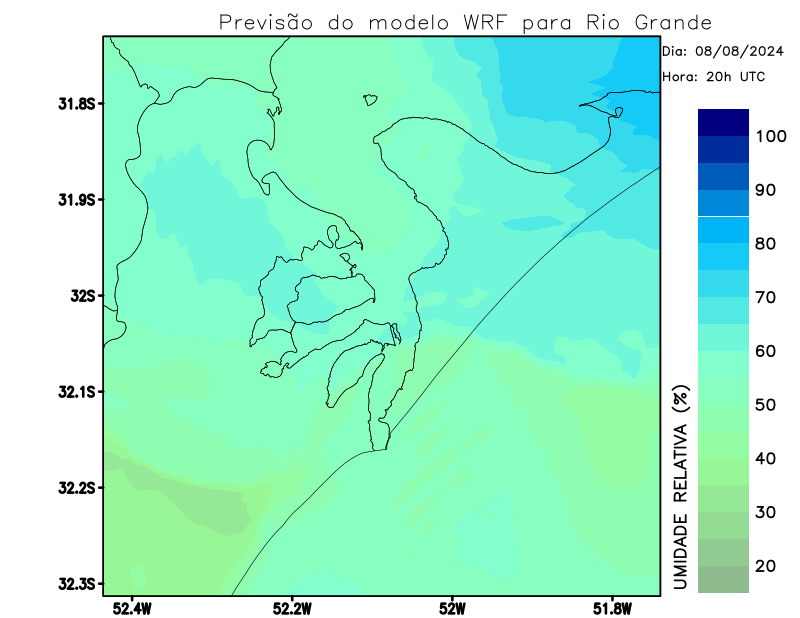 Previsão do modelo WRF para Rio Grande
Dia: 08/08/2024
Hora: 20h UTC
31.8S
31.9S
32S
32.1S
32.2S
32.3S
52.4W
52.2W
52W
51.8W
UMIDADE RELATIVA (%)
100
90
80
70
60
50
40
30
20